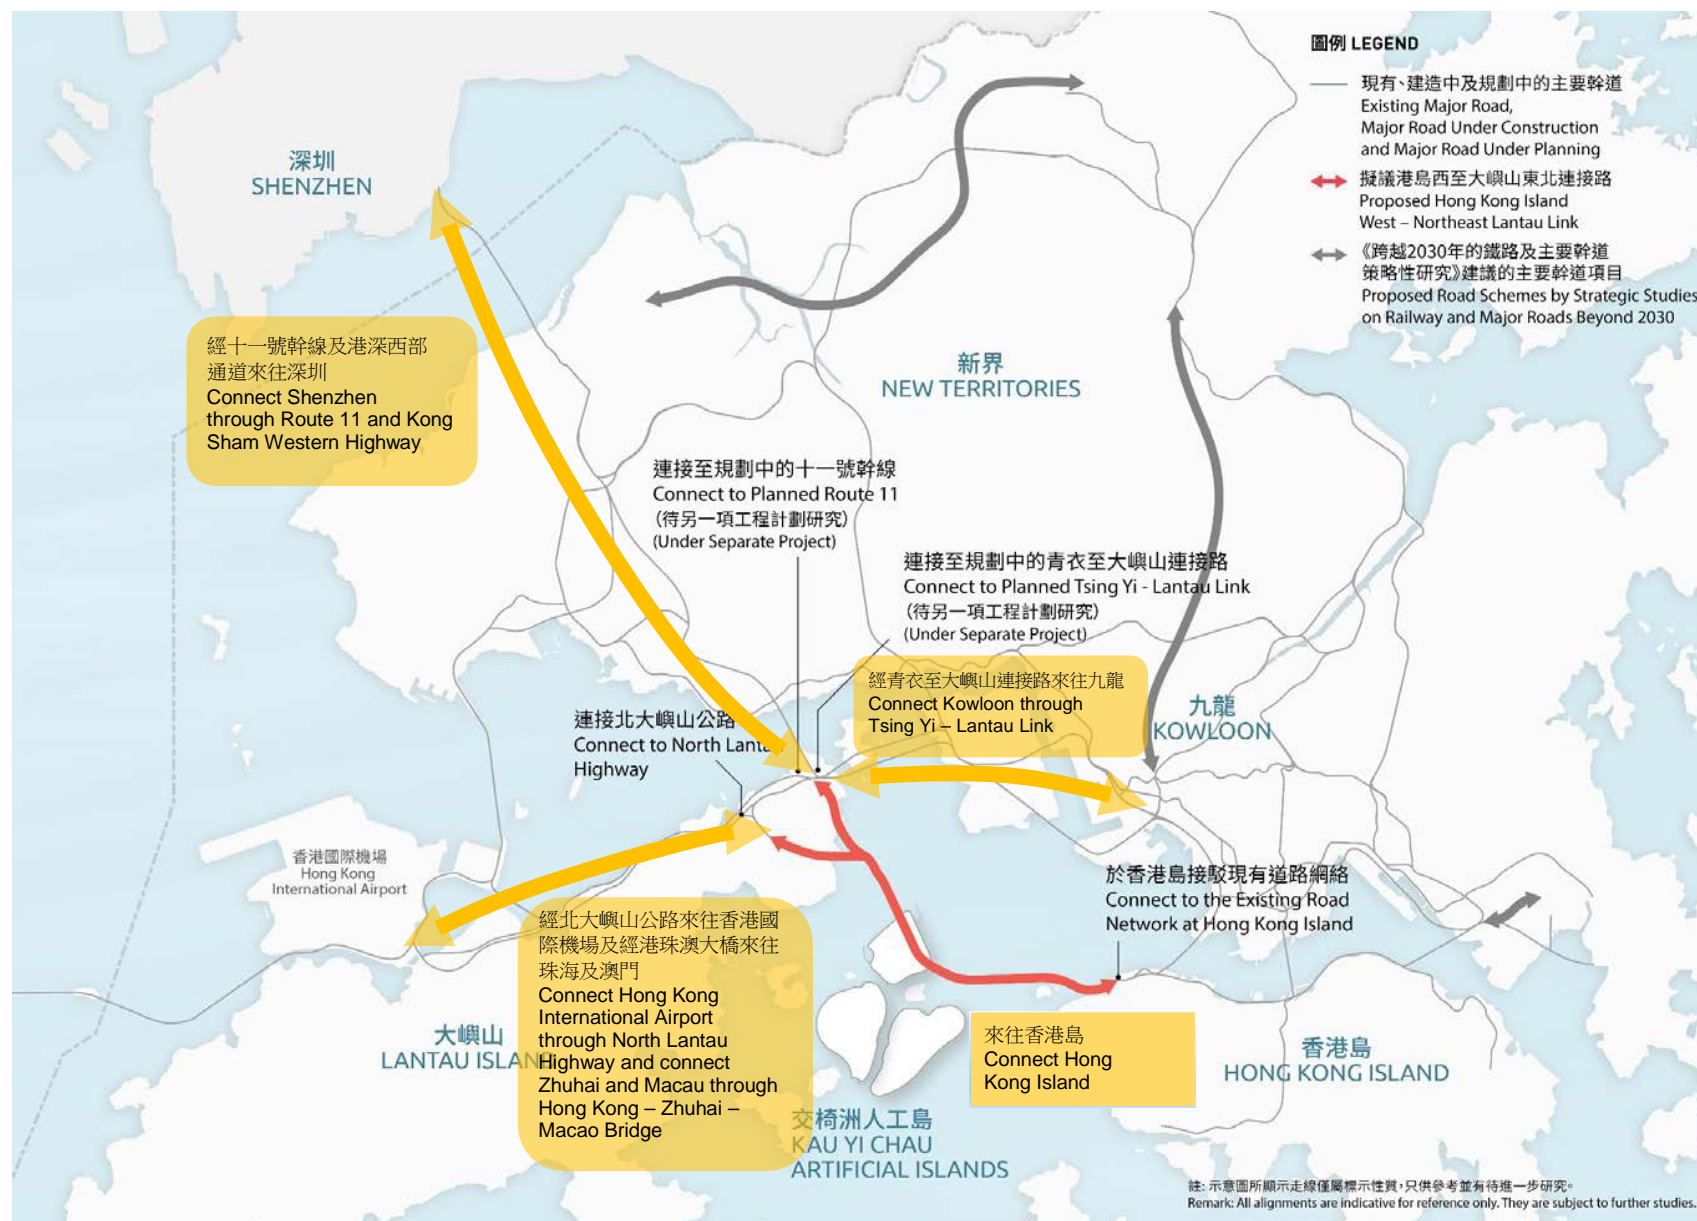 圖例 LEGEND
現有、建造中及規劃中的主要幹道
Existing Major Road,
Major Road Under Construction
and Major Road Under Planning
擬議港島西至大嶼山東北連接路
Proposed Hong Kong Island
West – Northeast Lantau Link
《跨越2030年的鐵路及主要幹道
策略性研究》建議的主要幹道項目
Proposed Road Schemes by Strategic Studies
on Railway and Major Roads Beyond 2030
深圳
SHENZHEN
經十一號幹線及港深西部
通道來往深圳
Connect Shenzhen
through Route 11 and Kong
Sham Western Highway
新界
NEW TERRITORIES
連接至規劃中的十一號幹線
Connect to Planned Route 11
(待另一項工程計劃研究)
(Under Separate Project)
連接至規劃中的青衣至大嶼山連接路
Connect to Planned Tsing Yi - Lantau Link
(待另一項工程計劃研究)
(Under Separate Project)
經青衣至大嶼山連接路來往九龍
Connect Kowloon through
Tsing Yi – Lantau Link
九龍
KOWLOON
連接北大嶼山公路
Connect to North Lantau
Highway
香港國際機場
Hong Kong
International Airport
於香港島接駁現有道路網絡
Connect to the Existing Road
Network at Hong Kong Island
經北大嶼山公路來往香港國
際機場及經港珠澳大橋來往
珠海及澳門
Connect Hong Kong
International Airport
through North Lantau
Highway and connect
Zhuhai and Macau through
Hong Kong – Zhuhai –
Macao Bridge
大嶼山
LANTAU ISLAND
來往香港島
Connect Hong
Kong Island
香港島
HONG KONG ISLAND
交椅洲人工島
KAU YI CHAU
ARTIFICIAL ISLANDS
註: 示意圖所顯示走線僅屬標示性質，只供參考並有待進一步研究。
Remark: All alignments are indicative for reference only. They are subject to further studies.